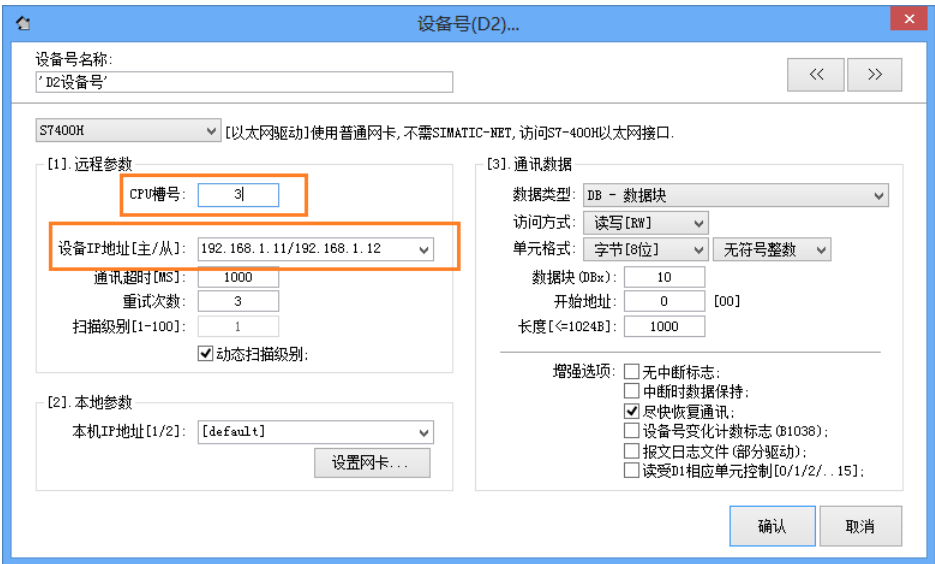 设备号(D2)...
设备号名称:
'D2设备号'
<< >>
S7400H [以太网驱动]使用普通网卡,不需SIMATIC-NET,访问S7-400H以太网接口.
[1].远程参数
CPU槽号: 3
设备IP地址[主/从]: 192.168.1.11/192.168.1.12
通讯超时[MS]: 1000
重试次数: 3
扫描级别[1-100]: 1
动态扫描级别;
[2].本地参数
本机IP地址[1/2]: [default]
设置网卡...
[3].通讯数据
数据类型: DB - 数据块
访问方式: 读写[RW]
单元格式: 字节[8位] 无符号整数
数据块(DBx): 10
开始地址: 0 [00]
长度[<=1024B]: 1000
增强选项: 无中断标志;
中断时数据保持;
尽快恢复通讯;
设备号变化计数标志(B1038);
报文日志文件(部分驱动);
读受D1相应单元控制[0/1/2/..15];
确认 取消